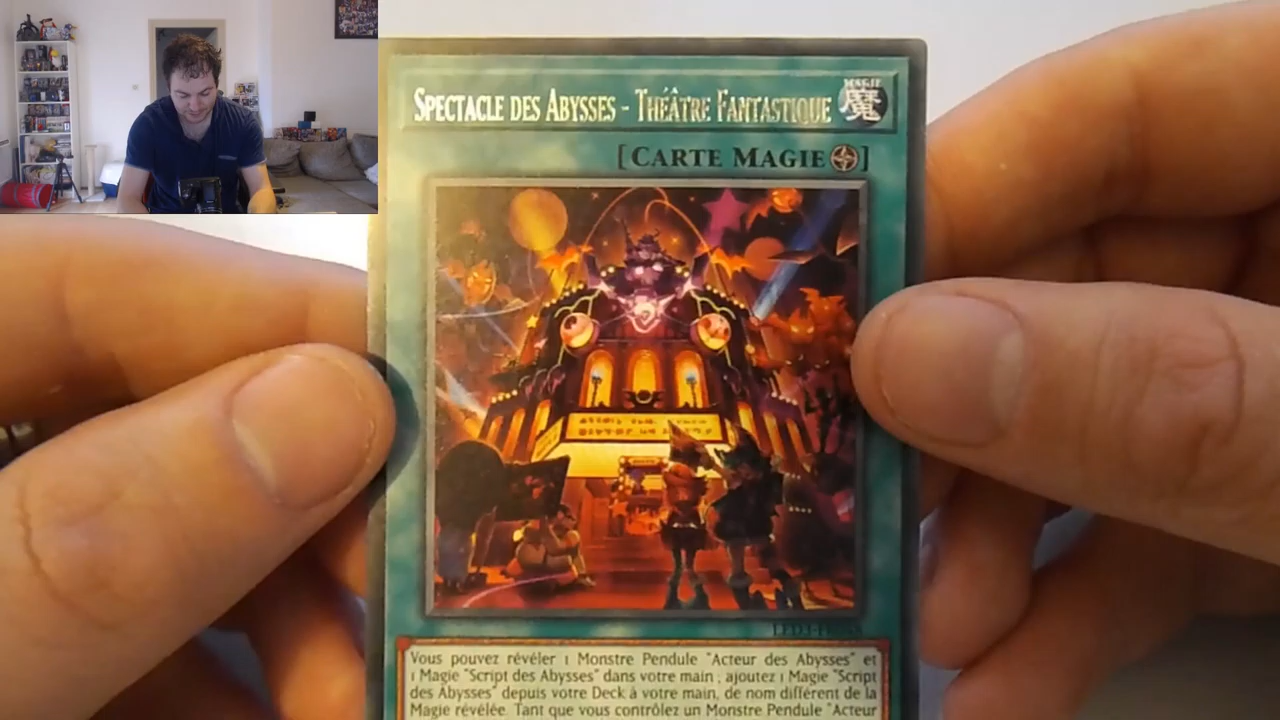 MAGIE
魔
SPECTACLE DES ABYSSES - THÉÂTRE FANTASTIQUE
[CARTE MAGIE]
Vous pouvez révéler 1 Monstre Pendule "Acteur des Abysses" et
1 Magie "Script des Abysses" dans votre main ; ajoutez 1 Magie "Script
des Abysses" depuis votre Deck à votre main, de nom différent de la
Magie révélée. Tant que vous contrôlez un Monstre Pendule "Acteur